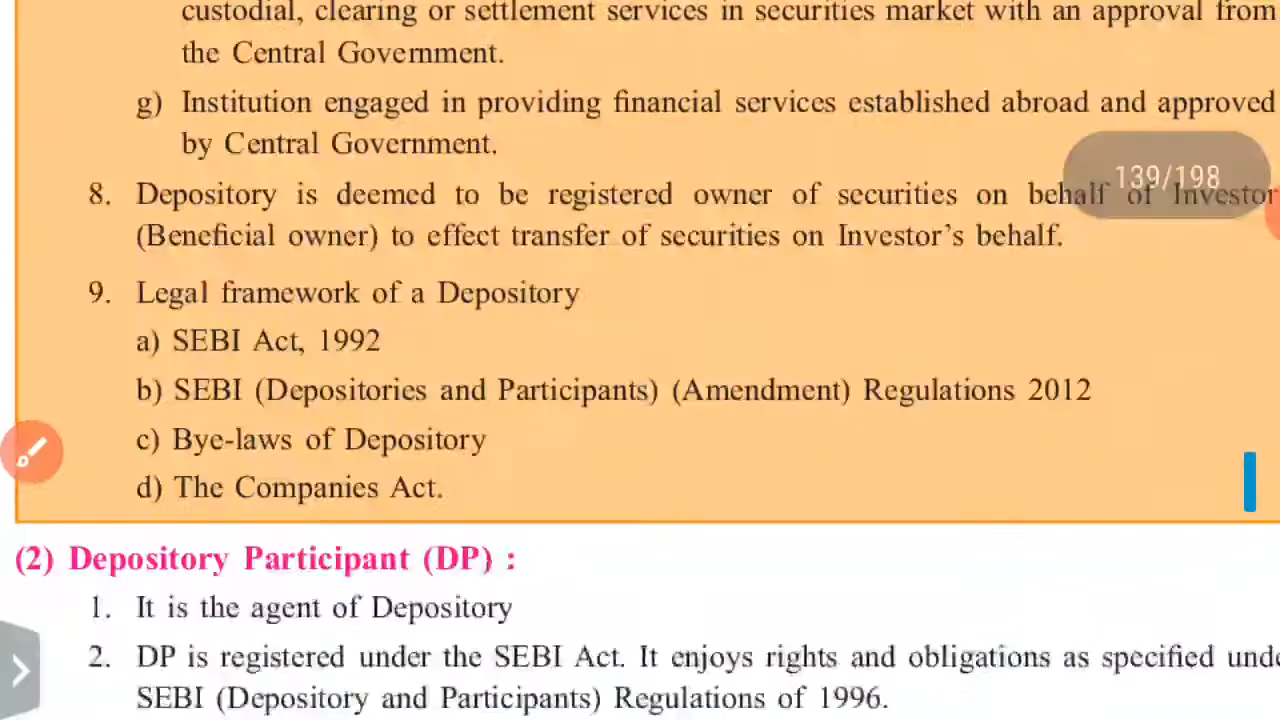 custodial, clearing or settlement services in securities market with an approval from
the Central Government.
g) Institution engaged in providing financial services established abroad and approved
by Central Government.
139/198
8. Depository is deemed to be registered owner of securities on behalf of Investor
(Beneficial owner) to effect transfer of securities on Investor's behalf.
9. Legal framework of a Depository
a) SEBI Act, 1992
b) SEBI (Depositories and Participants) (Amendment) Regulations 2012
c) Bye-laws of Depository
d) The Companies Act.
(2) Depository Participant (DP) :
1. It is the agent of Depository
2. DP is registered under the SEBI Act. It enjoys rights and obligations as specified
SEBI (Depository and Participants) Regulations of 1996.